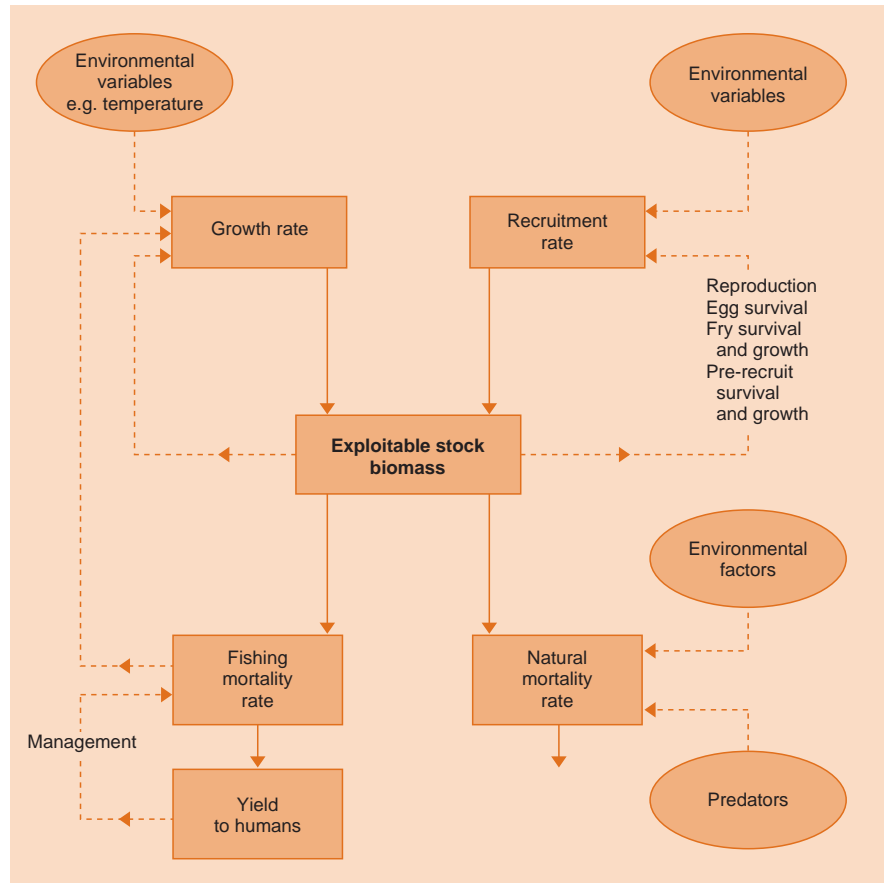 Environmental
variables
e.g. temperature
Environmental
variables
Growth rate
Recruitment
rate
Reproduction
Egg survival
Fry survival
and growth
Pre-recruit
survival
and growth
Exploitable stock
biomass
Environmental
factors
Fishing
mortality
rate
Natural
mortality
rate
Management
Yield
to humans
Predators